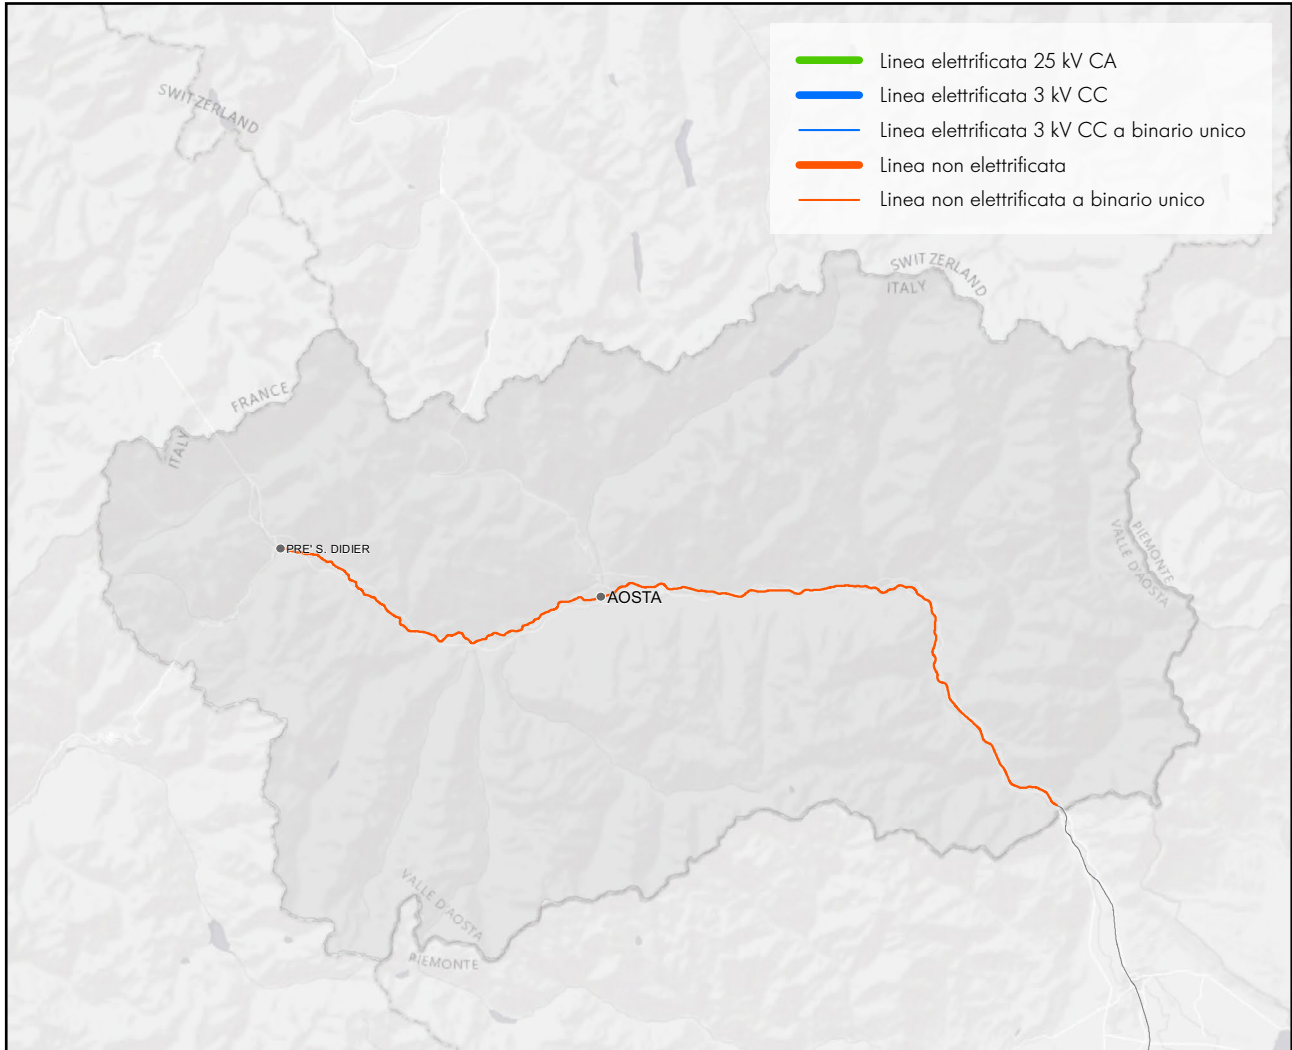 Linea elettrificata 25 kV CA
Linea elettrificata 3 kV CC
Linea elettrificata 3 kV CC a binario unico
Linea non elettrificata
Linea non elettrificata a binario unico
SWITZERLAND
SWITZERLAND
ITALY
FRANCE
ITALY
PIEMONTE
VALLE D'AOSTA
PRE' S. DIDIER
AOSTA
VALLE D'AOSTA
PIEMONTE